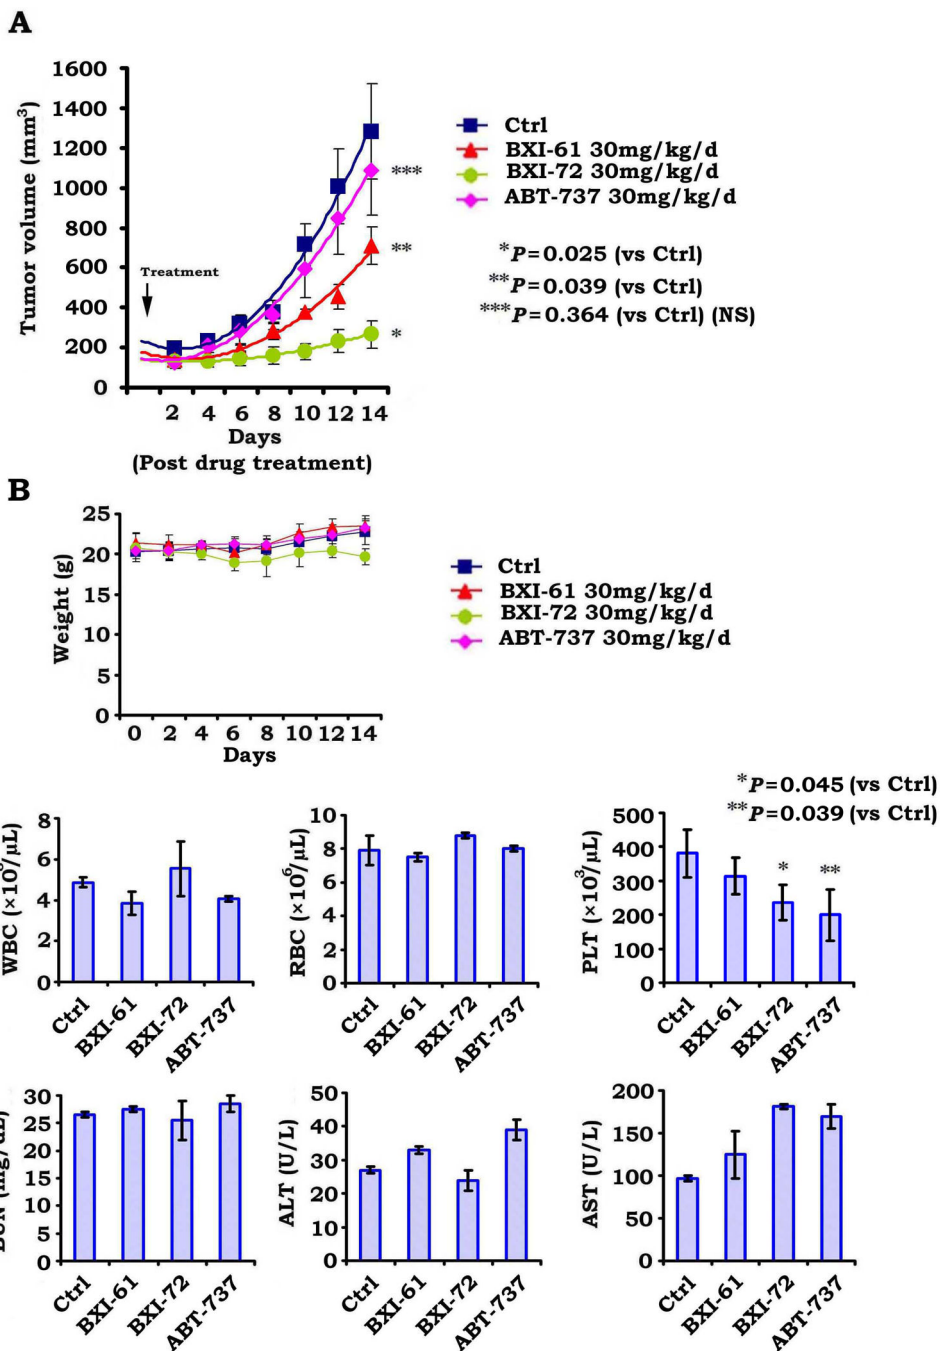 A
1600
1400
1200
1000
800
600
400
200
0
Tumor volume (mm³)
Treatment
2 4 6 8 10 12 14
Days
(Post drug treatment)
***
**
*
Ctrl
BXI-61 30mg/kg/d
BXI-72 30mg/kg/d
ABT-737 30mg/kg/d
*P=0.025 (vs Ctrl)
**P=0.039 (vs Ctrl)
***P=0.364 (vs Ctrl) (NS)
B
25
20
15
10
5
0
Weight (g)
0 2 4 6 8 10 12 14
Days
Ctrl
BXI-61 30mg/kg/d
BXI-72 30mg/kg/d
ABT-737 30mg/kg/d
8
6
4
2
0
WBC
Ctrl
BXI-61
BXI-72
ABT-737
10
8
6
4
2
0
RBC (×10⁶/µL)
Ctrl
BXI-61
BXI-72
ABT-737
*P=0.045 (vs Ctrl)
**P=0.039 (vs Ctrl)
500
400
300
200
100
0
PLT (×10³/µL)
* **
Ctrl
BXI-61
BXI-72
ABT-737
30
25
20
15
10
5
0
Ctrl
BXI-61
BXI-72
ABT-737
50
40
30
20
10
0
ALT (U/L)
Ctrl
BXI-61
BXI-72
ABT-737
200
150
100
50
0
AST (U/L)
Ctrl
BXI-61
BXI-72
ABT-737